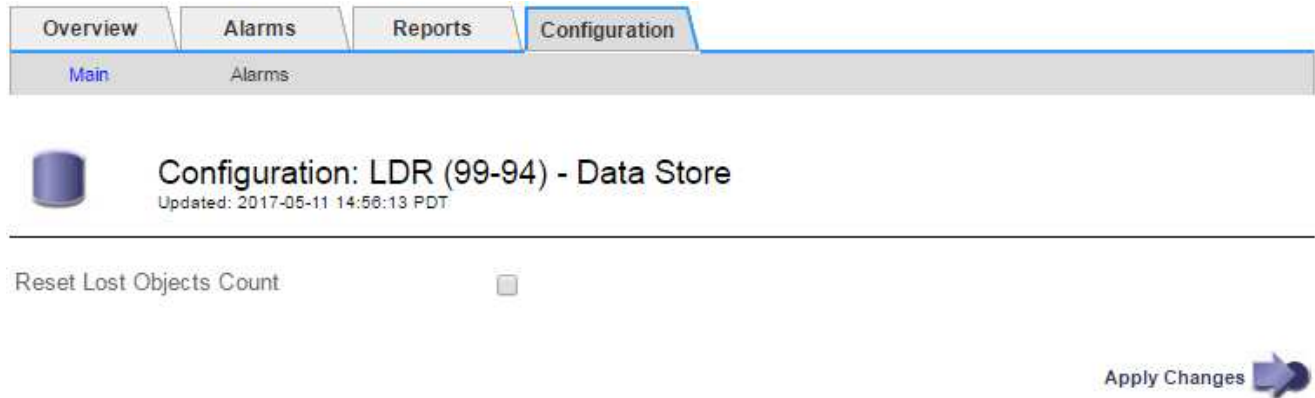 Overview Alarms Reports Configuration
Main Alarms
Configuration: LDR (99-94) - Data Store
Updated: 2017-05-11 14:56:13 PDT
Reset Lost Objects Count
Apply Changes